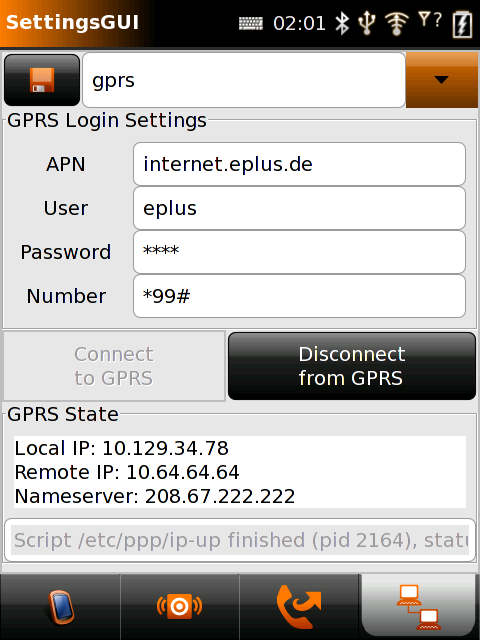 SettingsGUI 02:01 ?
gprs
GPRS Login Settings
APN internet.eplus.de
User eplus
Password ****
Number *99#
Connect
to GPRS
Disconnect
from GPRS
GPRS State
Local IP: 10.129.34.78
Remote IP: 10.64.64.64
Nameserver: 208.67.222.222
Script /etc/ppp/ip-up finished (pid 2164), statu